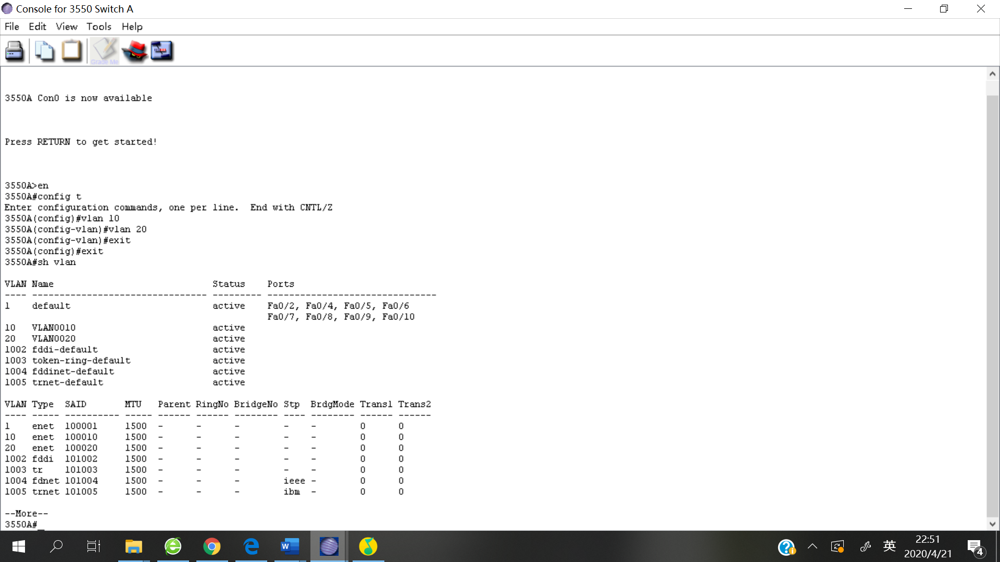 Console for 3550 Switch A
File Edit View Tools Help
Grade Me
3550A Con0 is now available
Press RETURN to get started!
3550A>en
3550A#config t
Enter configuration commands, one per line.  End with CNTL/Z
3550A(config)#vlan 10
3550A(config-vlan)#vlan 20
3550A(config-vlan)#exit
3550A(config)#exit
3550A#sh vlan
VLAN Name                             Status    Ports
---- -------------------------------- --------- -------------------------------
1    default                          active    Fa0/2, Fa0/4, Fa0/5, Fa0/6
                                                Fa0/7, Fa0/8, Fa0/9, Fa0/10
10   VLAN0010                         active
20   VLAN0020                         active
1002 fddi-default                     active
1003 token-ring-default               active
1004 fddinet-default                  active
1005 trnet-default                    active
VLAN Type  SAID       MTU   Parent RingNo BridgeNo Stp  BrdgMode Trans1 Trans2
---- ----- ---------- ----- ------ ------ -------- ---- -------- ------ ------
1    enet  100001     1500  -      -      -        -    -        0      0
10   enet  100010     1500  -      -      -        -    -        0      0
20   enet  100020     1500  -      -      -        -    -        0      0
1002 fddi  101002     1500  -      -      -        -    -        0      0
1003 tr    101003     1500  -      -      -        -    -        0      0
1004 fdnet 101004     1500  -      -      -        ieee -        0      0
1005 trnet 101005     1500  -      -      -        ibm  -        0      0
--More--
3550A#_
英
22:51
2020/4/21
4